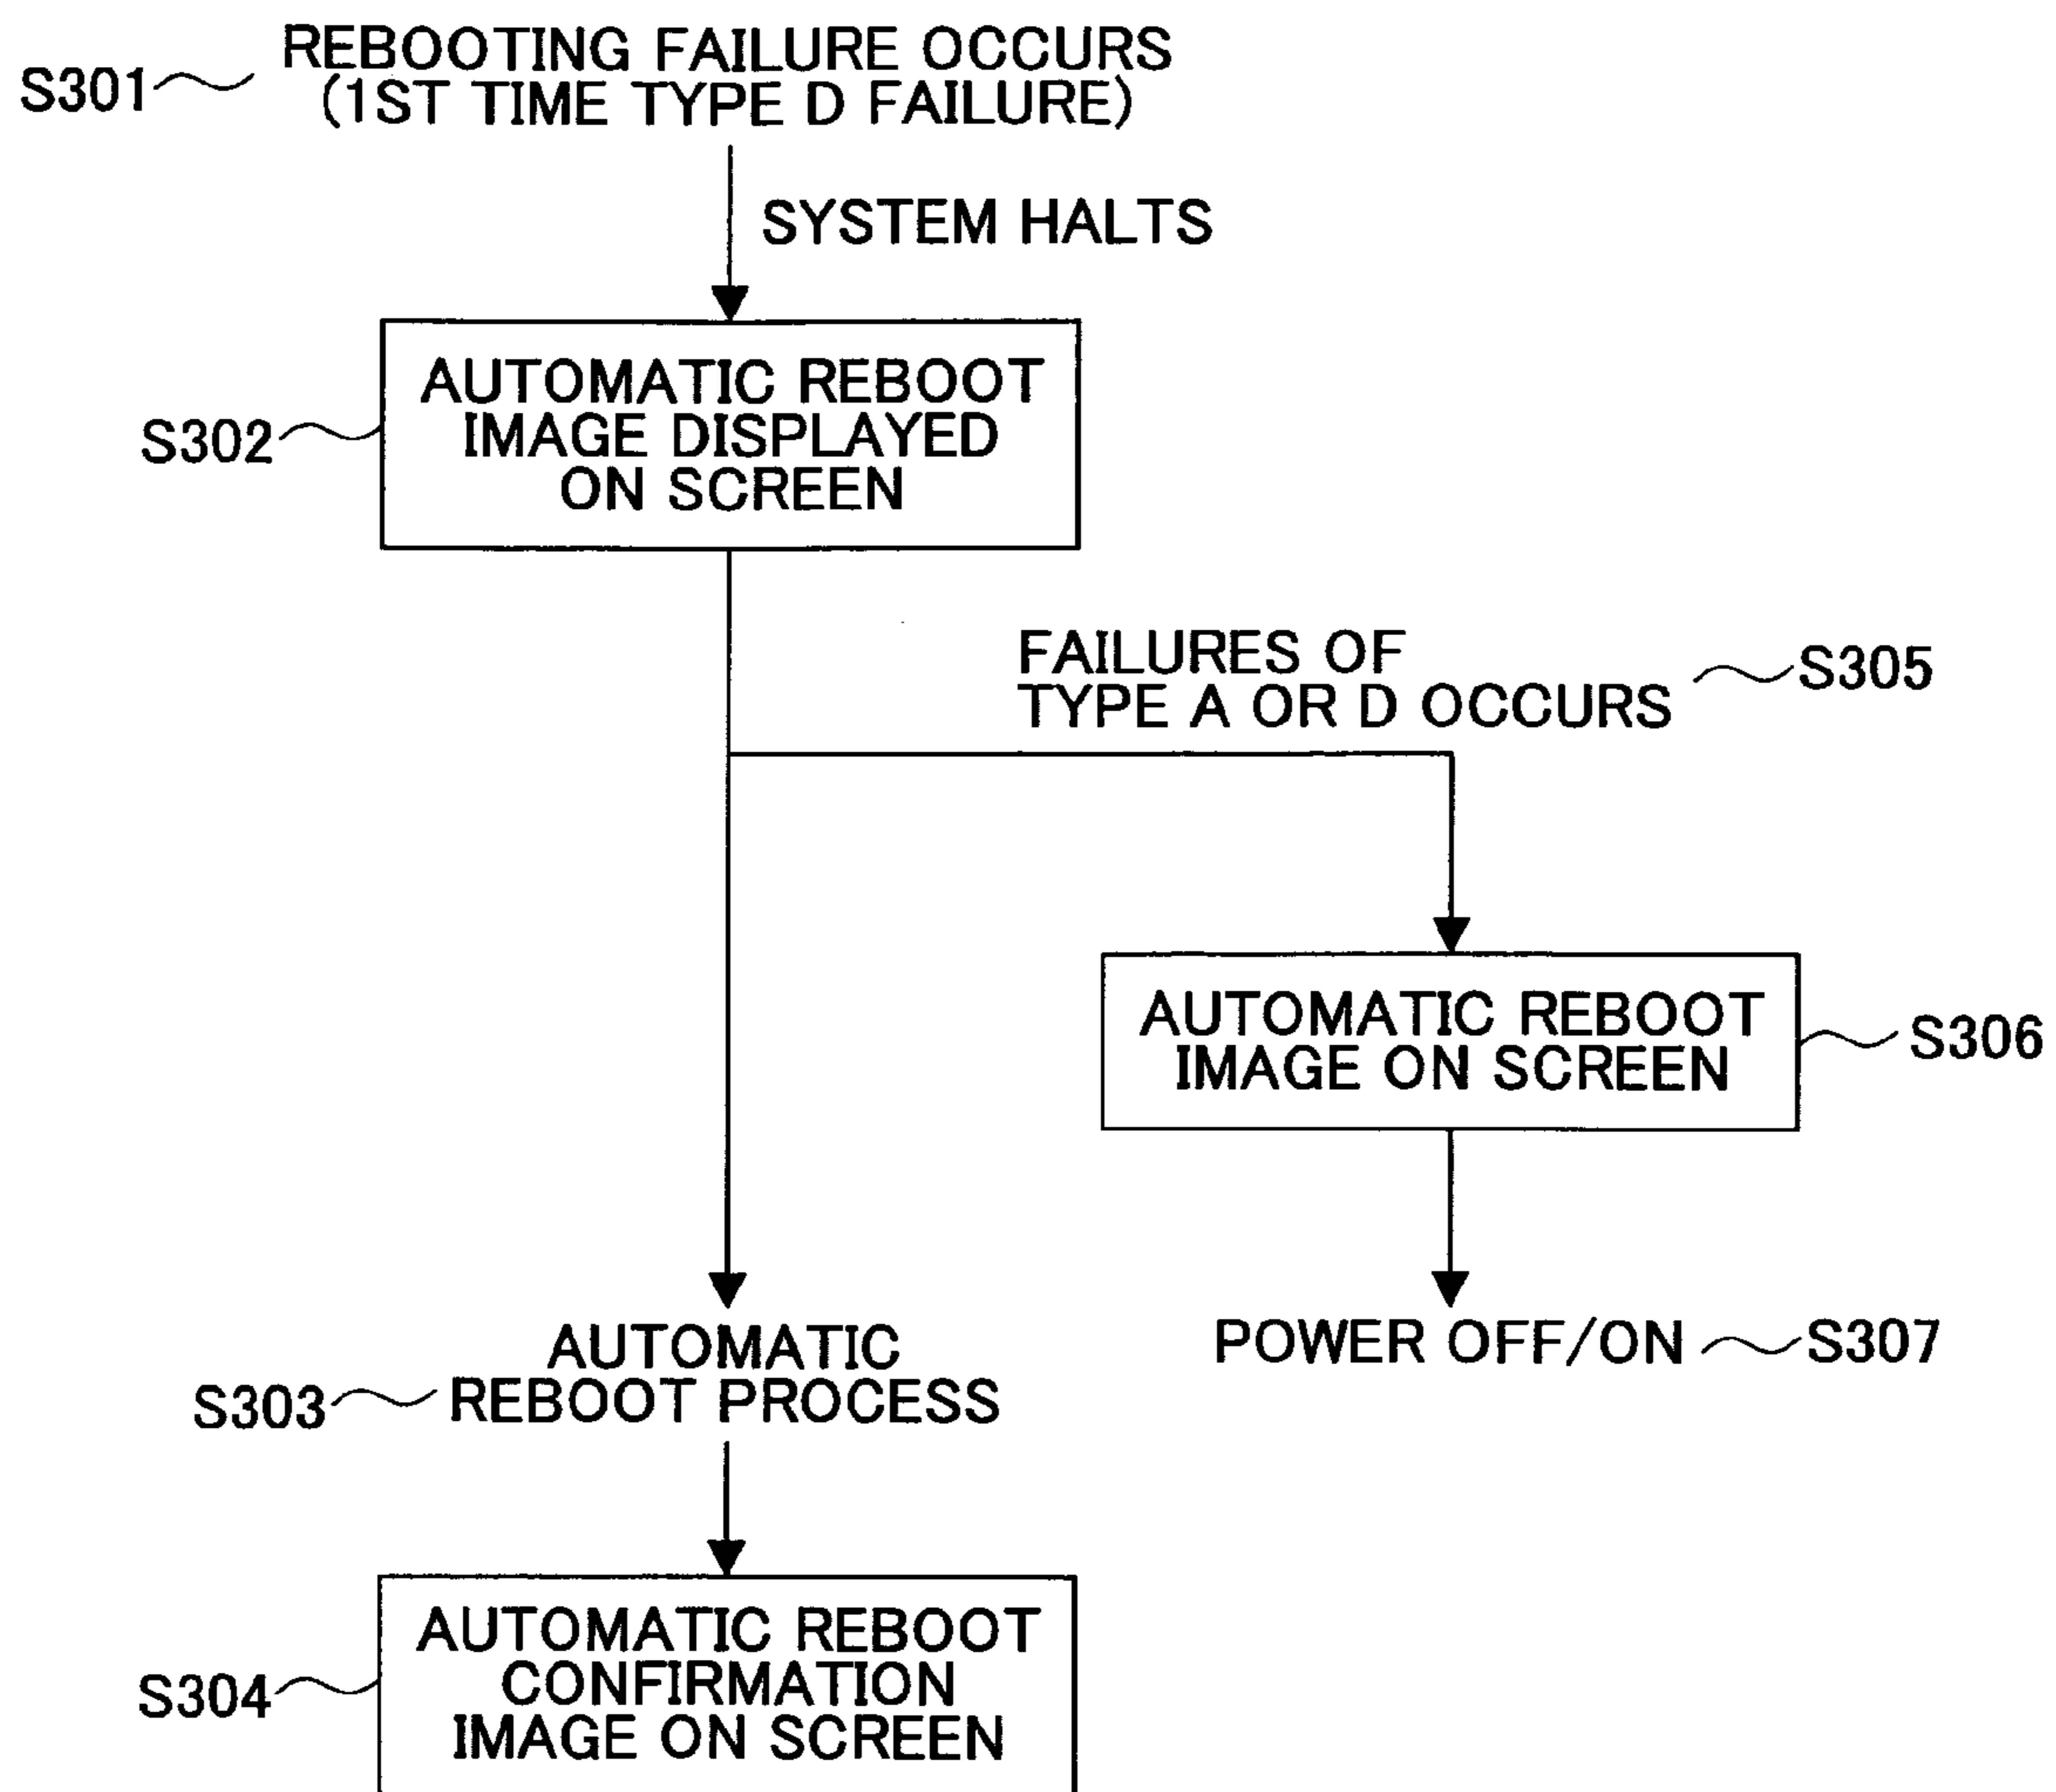 REBOOTING FAILURE OCCURS
S301
(1ST TIME TYPE D FAILURE)
SYSTEM HALTS
AUTOMATIC REBOOT
IMAGE DISPLAYED
ON SCREEN
S302
FAILURES OF
TYPE A OR D OCCURS
S305
AUTOMATIC REBOOT
IMAGE ON SCREEN
S306
AUTOMATIC
REBOOT PROCESS
S303
POWER OFF/ON
S307
AUTOMATIC REBOOT
CONFIRMATION
IMAGE ON SCREEN
S304